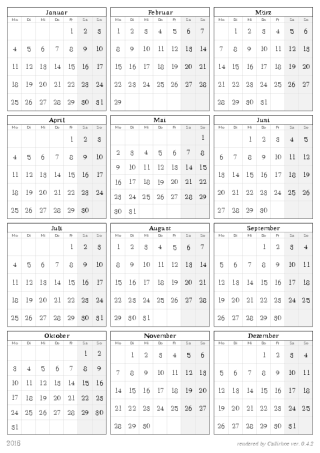 Januar
Mo Di Mi Do Fr Sa So
1 2 3
4 5 6 7 8 9 10
11 12 13 14 15 16 17
18 19 20 21 22 23 24
25 26 27 28 29 30 31
Februar
Mo Di Mi Do Fr Sa So
1 2 3 4 5 6 7
8 9 10 11 12 13 14
15 16 17 18 19 20 21
22 23 24 25 26 27 28
29
März
Mo Di Mi Do Fr Sa So
1 2 3 4 5 6
7 8 9 10 11 12 13
14 15 16 17 18 19 20
21 22 23 24 25 26 27
28 29 30 31
April
Mo Di Mi Do Fr Sa So
1 2 3
4 5 6 7 8 9 10
11 12 13 14 15 16 17
18 19 20 21 22 23 24
25 26 27 28 29 30
Mai
Mo Di Mi Do Fr Sa So
1
2 3 4 5 6 7 8
9 10 11 12 13 14 15
16 17 18 19 20 21 22
23 24 25 26 27 28 29
30 31
Juni
Mo Di Mi Do Fr Sa So
1 2 3 4 5
6 7 8 9 10 11 12
13 14 15 16 17 18 19
20 21 22 23 24 25 26
27 28 29 30
Juli
Mo Di Mi Do Fr Sa So
1 2 3
4 5 6 7 8 9 10
11 12 13 14 15 16 17
18 19 20 21 22 23 24
25 26 27 28 29 30 31
August
Mo Di Mi Do Fr Sa So
1 2 3 4 5 6 7
8 9 10 11 12 13 14
15 16 17 18 19 20 21
22 23 24 25 26 27 28
29 30 31
September
Mo Di Mi Do Fr Sa So
1 2 3 4
5 6 7 8 9 10 11
12 13 14 15 16 17 18
19 20 21 22 23 24 25
26 27 28 29 30
Oktober
Mo Di Mi Do Fr Sa So
1 2
3 4 5 6 7 8 9
10 11 12 13 14 15 16
17 18 19 20 21 22 23
24 25 26 27 28 29 30
31
November
Mo Di Mi Do Fr Sa So
1 2 3 4 5 6
7 8 9 10 11 12 13
14 15 16 17 18 19 20
21 22 23 24 25 26 27
28 29 30
Dezember
Mo Di Mi Do Fr Sa So
1 2 3 4
5 6 7 8 9 10 11
12 13 14 15 16 17 18
19 20 21 22 23 24 25
26 27 28 29 30 31
2016
rendered by ver. 0.4.2